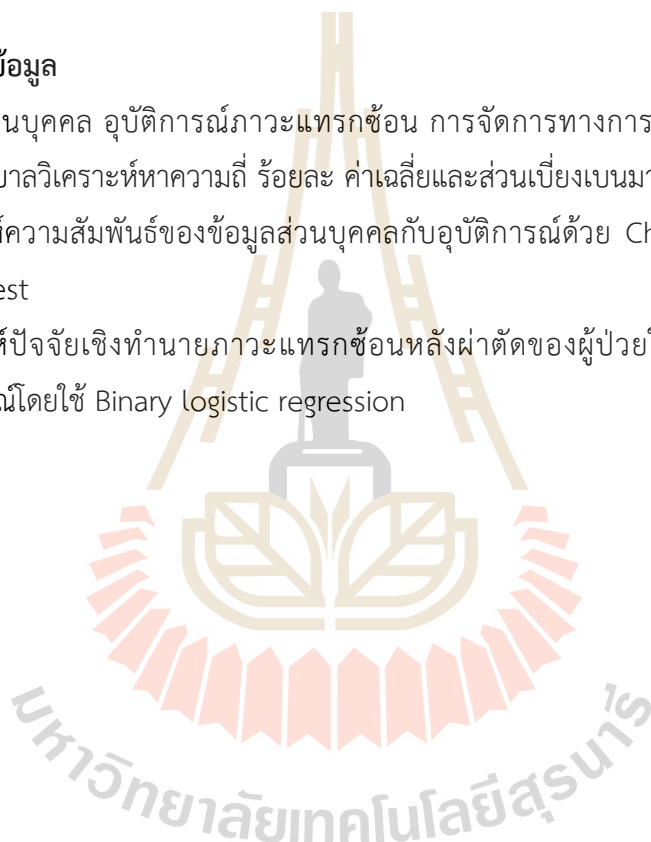 ข้อมูล
นบุคคล อุบัติการณ์ภาวะแทรกซ้อน การจัดการทางการ
บาลวิเคราะห์หาความถี่ ร้อยละ ค่าเฉลี่ยและส่วนเบี่ยงเบนมา
ห์ความสัมพันธ์ของข้อมูลส่วนบุคคลกับอุบัติการณ์ด้วย Ch
est
ห์ปัจจัยเชิงทำนายภาวะแทรกซ้อนหลังผ่าตัดของผู้ป่วยใ
ณ์โดยใช้ Binary logistic regression
มหาวิทยาลัยเทคโนโลยีสุรนารี